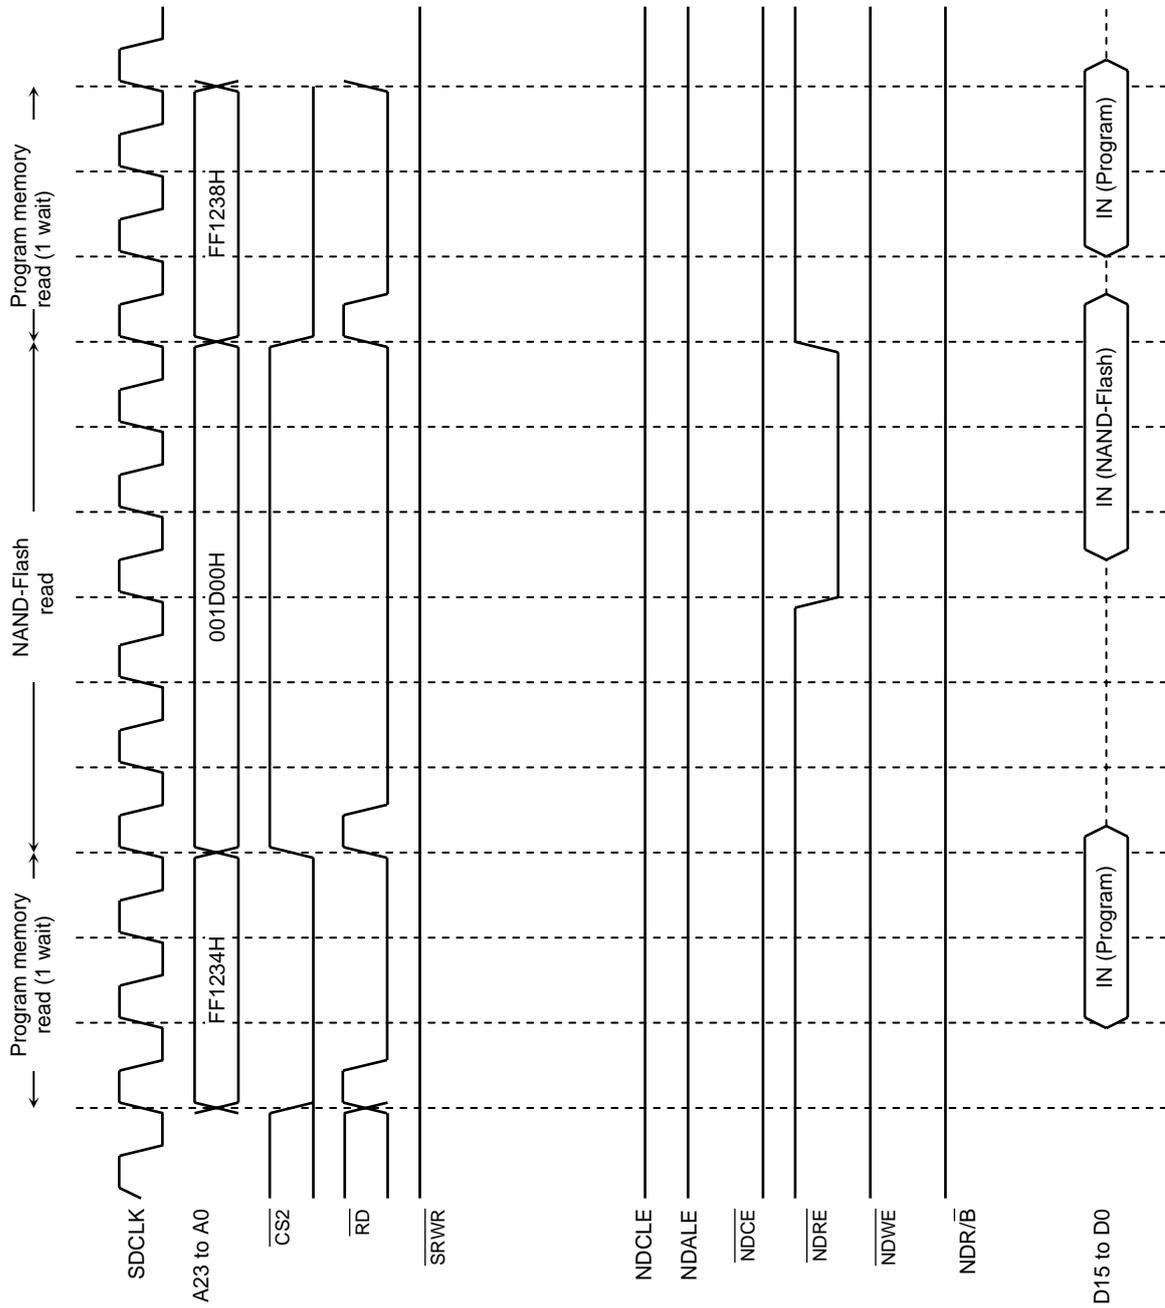 Program memory
read (1 wait)
NAND-Flash
read
Program memory
read (1 wait)
SDCLK
A23 to A0
FF1234H
001D00H
FF1238H
CS2
RD
SRWR
NDCLE
NDALE
NDCE
NDRE
NDWE
NDR/B
D15 to D0
IN (Program)
IN (NAND-Flash)
IN (Program)